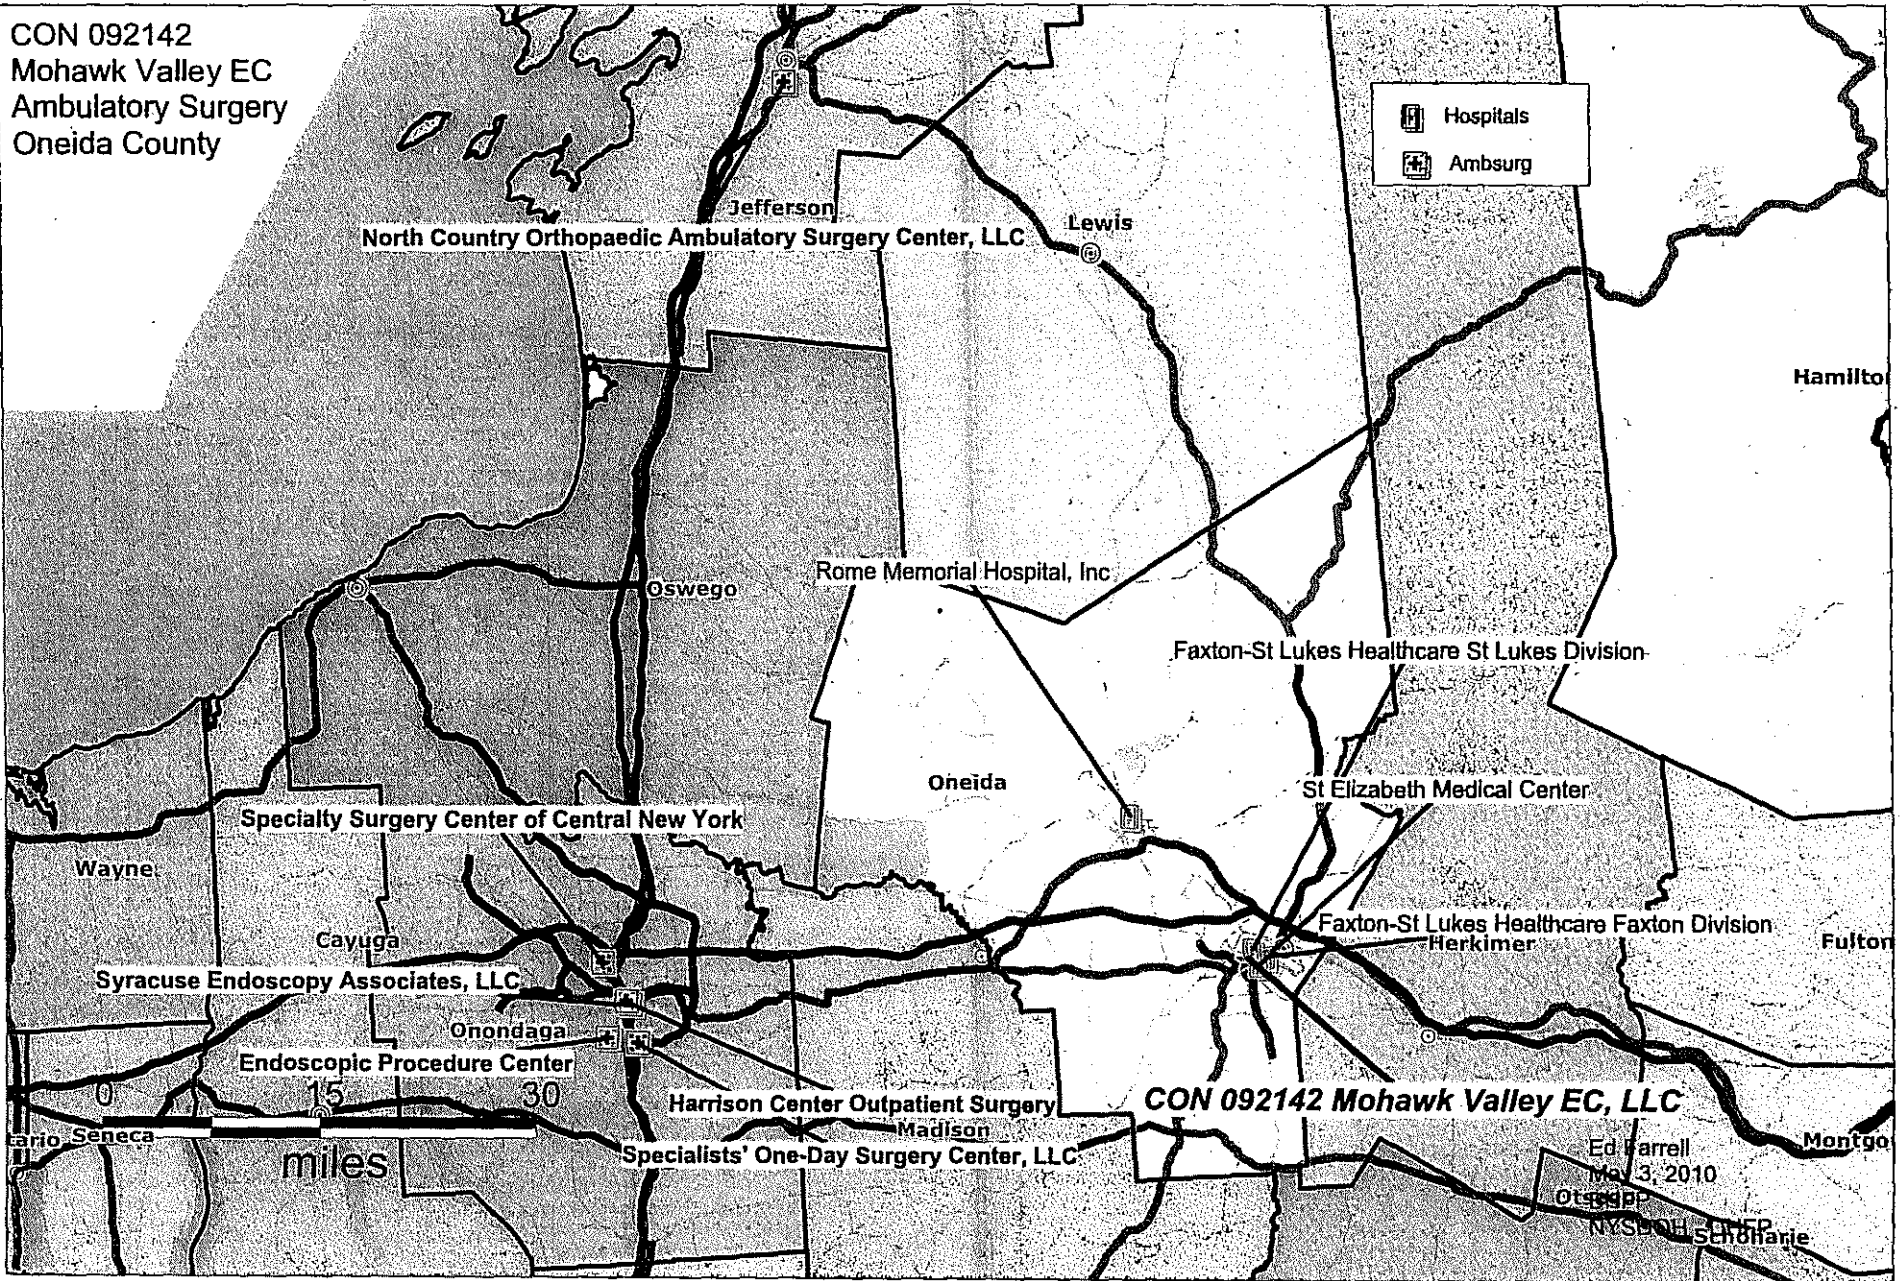 CON 092142
Mohawk Valley EC
Ambulatory Surgery
Oneida County
Hospitals
Ambsurg
Jefferson
North Country Orthopaedic Ambulatory Surgery Center, LLC
Lewis
Hamilton
Rome Memorial Hospital, Inc
Oswego
Faxton-St Lukes Healthcare St Lukes Division
Oneida
St Elizabeth Medical Center
Specialty Surgery Center of Central New York
Wayne
Faxton-St Lukes Healthcare Faxton Division
Cayuga
Herkimer
Fulton
Syracuse Endoscopy Associates, LLC
Onondaga
Endoscopic Procedure Center
0 15 30
miles
Harrison Center Outpatient Surgery
CON 092142 Mohawk Valley EC, LLC
Madison
tario Seneca
Specialists' One-Day Surgery Center, LLC
Montgo
Ed Farrell
May 3, 2010
Otsego
NYSDOH
Schoharie